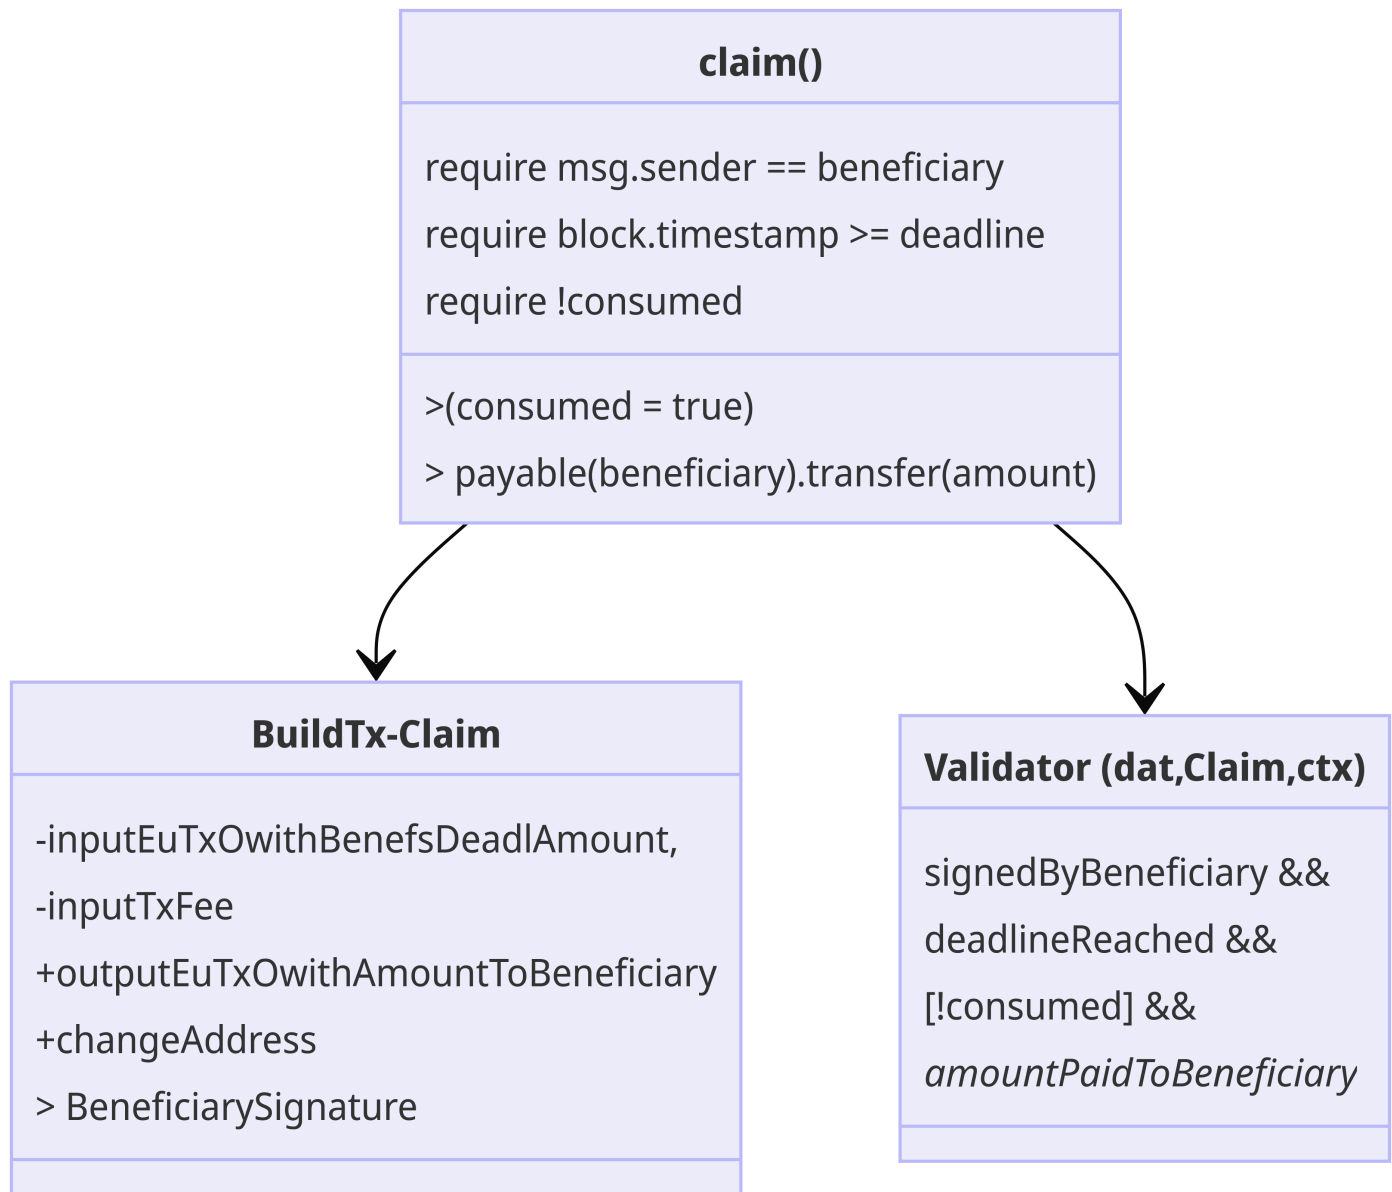 claim()
require msg.sender == beneficiary
require block.timestamp >= deadline
require !consumed
>(consumed = true)
> payable(beneficiary).transfer(amount)
BuildTx-Claim
-inputEuTxOwithBenefsDeadlAmount,
-inputTxFee
+outputEuTxOwithAmountToBeneficiary
+changeAddress
> BeneficiarySignature
Validator (dat,Claim,ctx)
signedByBeneficiary &&
deadlineReached &&
[!consumed] &&
amountPaidToBeneficiary